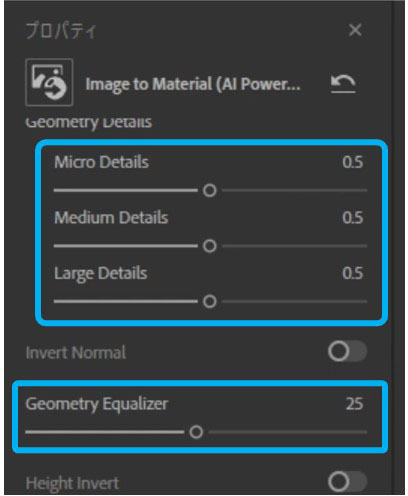 プロパティ
Image to Material (AI Power...
Geometry Details
Micro Details 0.5
Medium Details 0.5
Large Details 0.5
Invert Normal
Geometry Equalizer 25
Height Invert